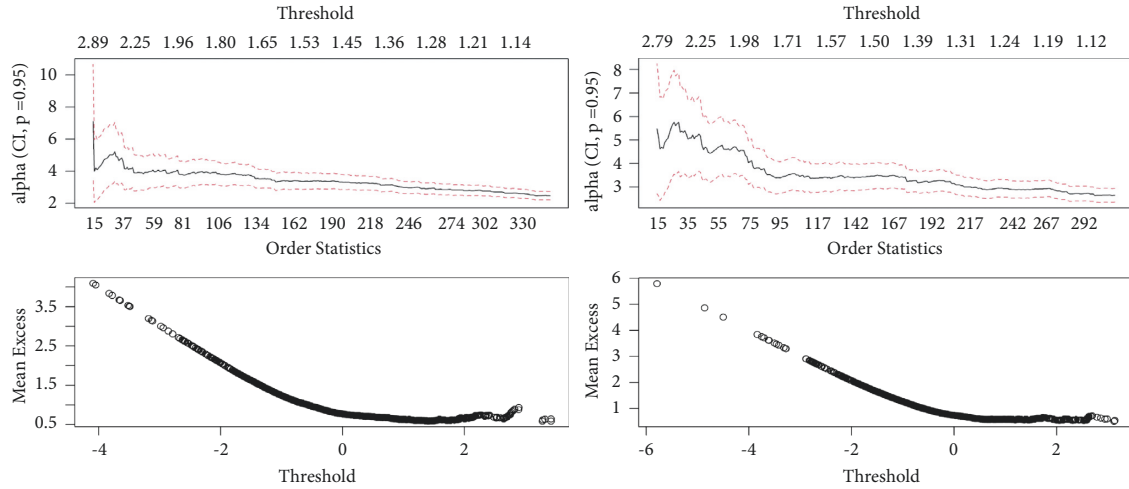 Threshold
2.89 2.25 1.96 1.80 1.65 1.53 1.45 1.36 1.28 1.21 1.14
alpha (CI, p =0.95)
10
8
6
4
2
15 37 59 81 106 134 162 190 218 246 274 302 330
Order Statistics
Threshold
2.79 2.25 1.98 1.71 1.57 1.50 1.39 1.31 1.24 1.19 1.12
alpha (CI, p =0.95)
8
7
6
5
4
3
15 35 55 75 95 117 142 167 192 217 242 267 292
Order Statistics
Mean Excess
3.5
2.5
1.5
0.5
-4 -2 0 2
Threshold
Mean Excess
6
5
4
3
2
1
-6 -4 -2 0 2
Threshold